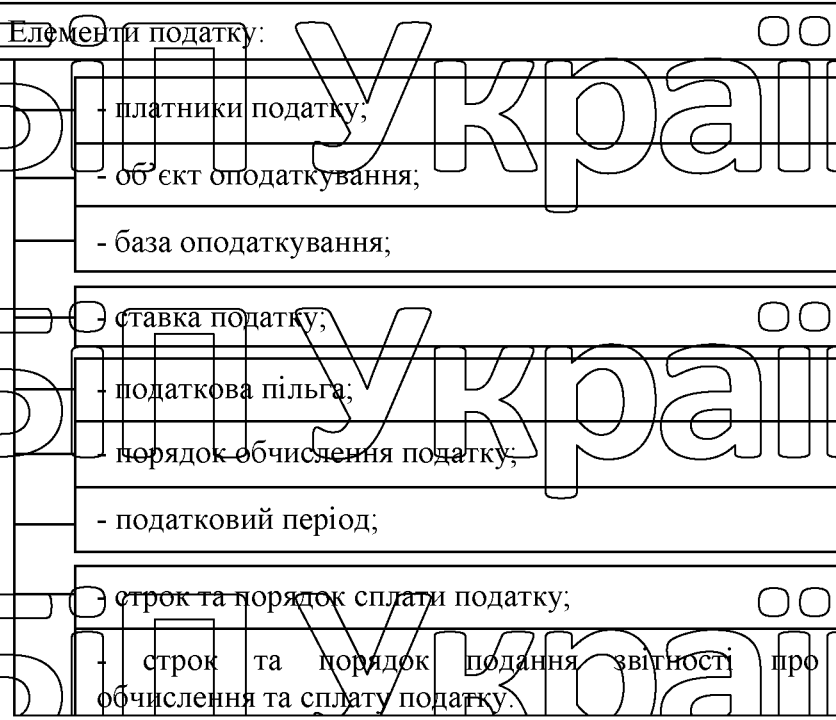 Елементи податку:
- платники податку;
- об’єкт оподаткування;
- база оподаткування;
- ставка податку;
- податкова пільга;
- порядок обчислення податку;
- податковий період;
- строк та порядок сплати податку;
- строк та порядок подання звітності про
обчислення та сплату податку.